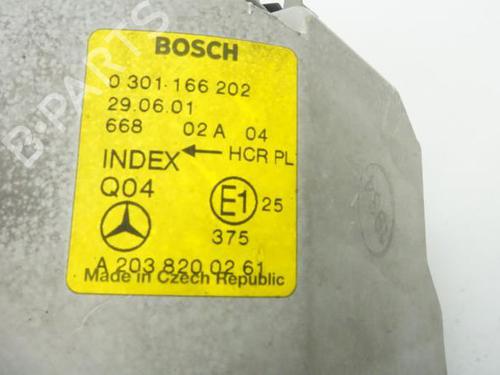 BOSCH
0 301 166 202
29.06.01
668 02 A 04
INDEX ← HCR PL
Q04
E1 25
375
A 203 820 02 61
Made in Czech Republic
B-PARTS